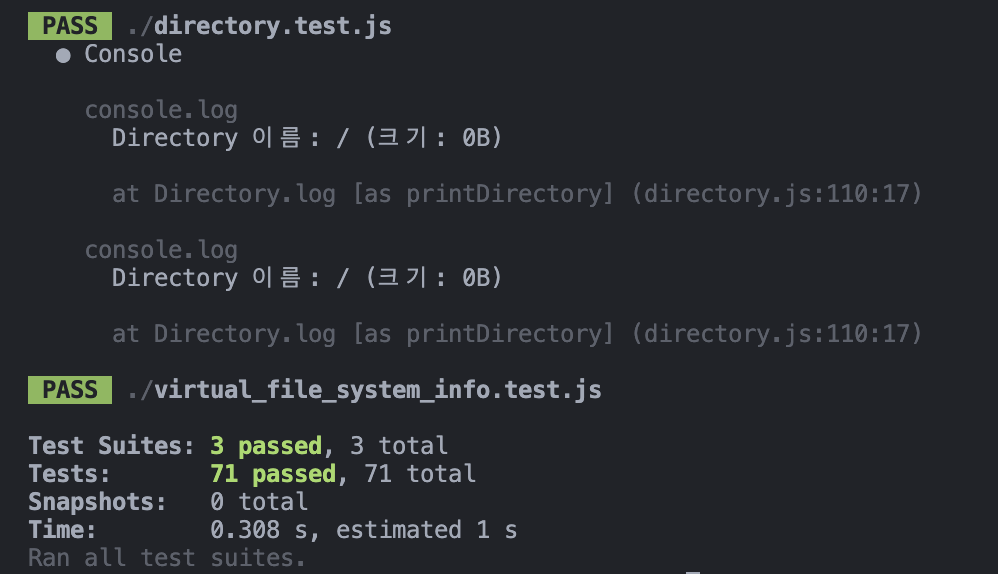 PASS ./directory.test.js
● Console
console.log
Directory 이름: / (크기: 0B)
at Directory.log [as printDirectory] (directory.js:110:17)
console.log
Directory 이름: / (크기: 0B)
at Directory.log [as printDirectory] (directory.js:110:17)
PASS ./virtual_file_system_info.test.js
Test Suites: 3 passed, 3 total
Tests: 71 passed, 71 total
Snapshots: 0 total
Time: 0.308 s, estimated 1 s
Ran all test suites.